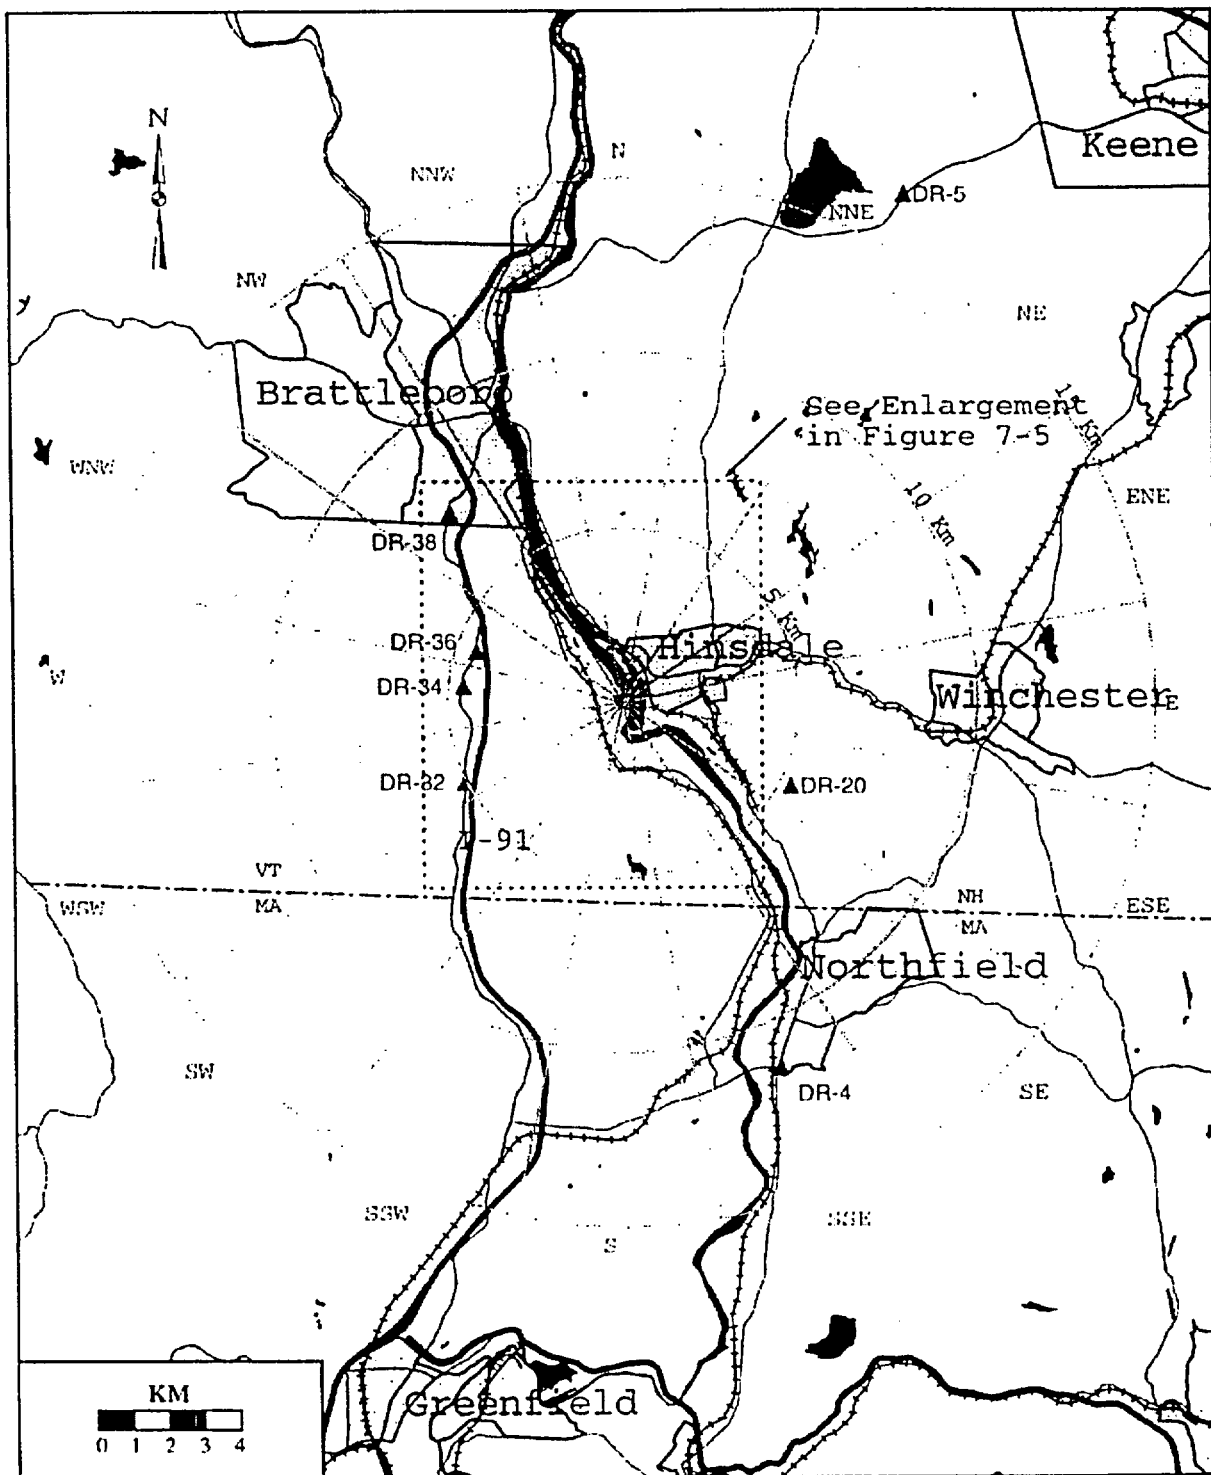 N
Keene
NNW
N
NNE
DR-5
NW
NE
Brattleboro
See Enlargement
in Figure 7-5
Km
WNW
10 Km
ENE
DR-38
5 Km
DR-36
Hinsdale
W
DR-34
Winchester
E
DR-32
DR-20
I-91
VT
NH
WSW
MA
ESE
MA
Northfield
SW
DR-4
SE
SSW
S
SSE
KM
Greenfield
0 1 2 3 4